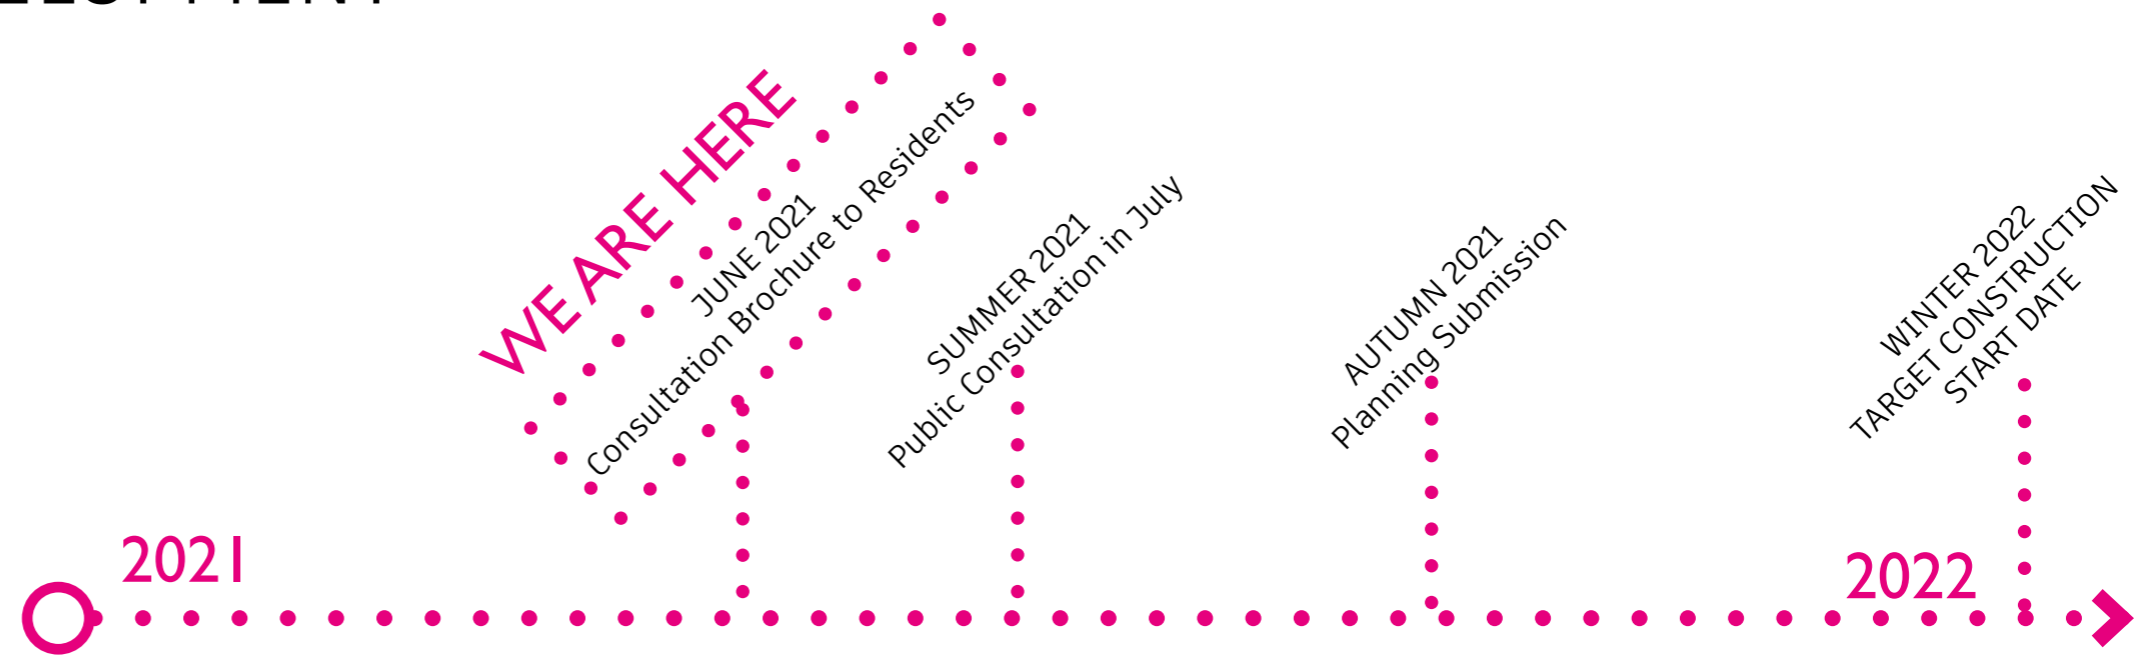 WE ARE HERE
JUNE 2021
Consultation Brochure to Residents
SUMMER 2021
Public Consultation in July
AUTUMN 2021
Planning Submission
WINTER 2022
TARGET CONSTRUCTION
START DATE
2021
2022